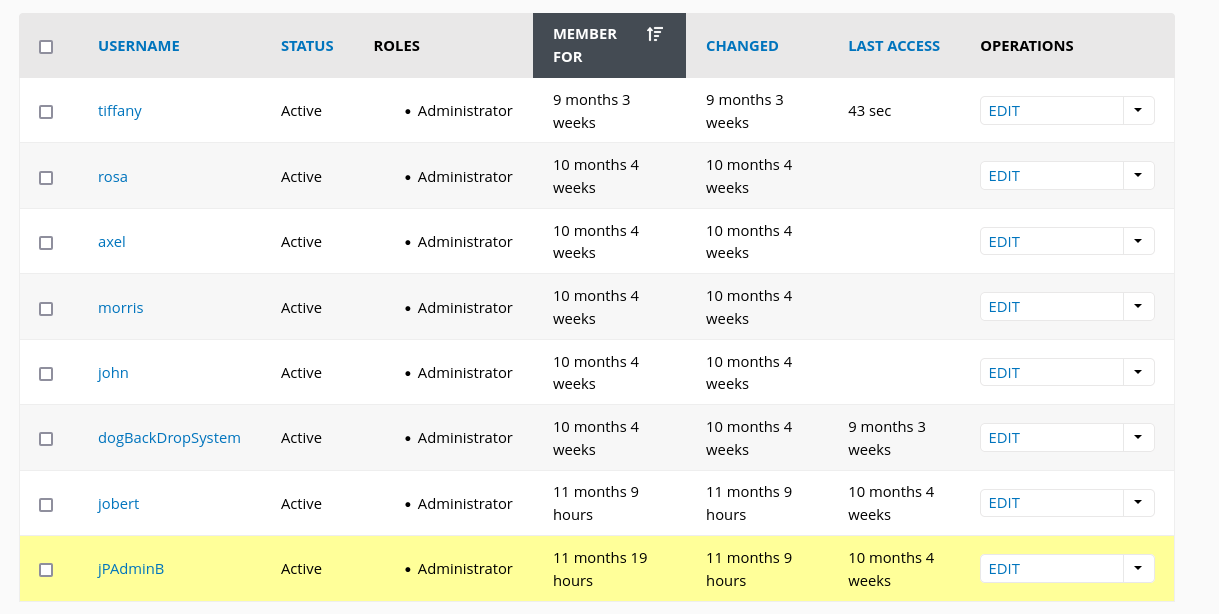 USERNAME STATUS ROLES MEMBER FOR CHANGED LAST ACCESS OPERATIONS
tiffany Active • Administrator 9 months 3 weeks 9 months 3 weeks 43 sec EDIT
rosa Active • Administrator 10 months 4 weeks 10 months 4 weeks EDIT
axel Active • Administrator 10 months 4 weeks 10 months 4 weeks EDIT
morris Active • Administrator 10 months 4 weeks 10 months 4 weeks EDIT
john Active • Administrator 10 months 4 weeks 10 months 4 weeks EDIT
dogBackDropSystem Active • Administrator 10 months 4 weeks 10 months 4 weeks 9 months 3 weeks EDIT
jobert Active • Administrator 11 months 9 hours 11 months 9 hours 10 months 4 weeks EDIT
jPAdminB Active • Administrator 11 months 19 hours 11 months 9 hours 10 months 4 weeks EDIT